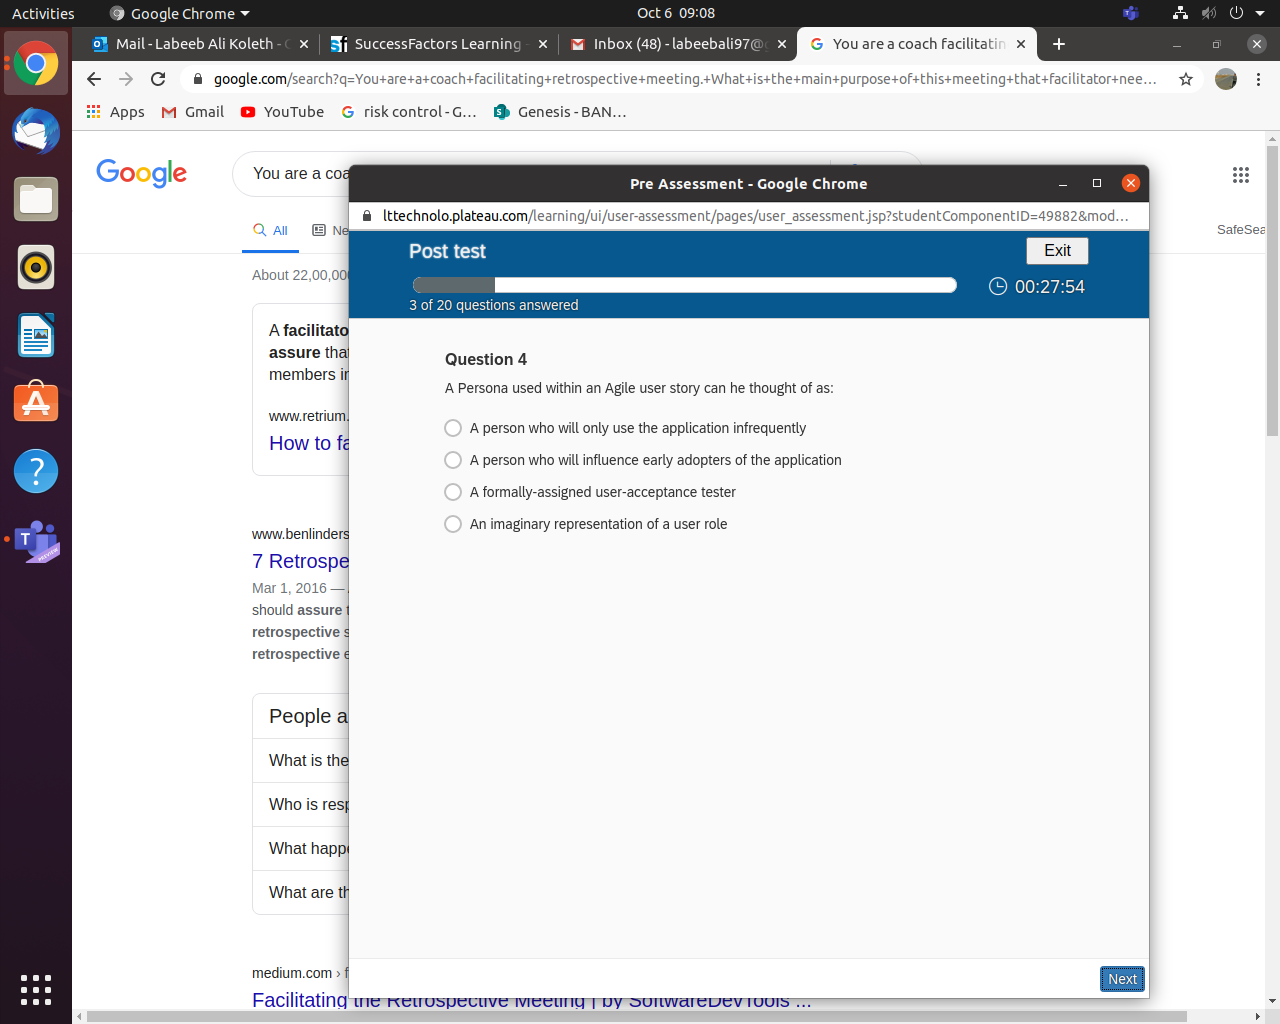 Activities
Google Chrome
Oct 6 09:08
Mail - Labeeb Ali Koleth -
SuccessFactors Learning
Inbox (48) - labeebali97@
You are a coach facilitatin
google.com/search?q=You+are+a+coach+facilitating+retrospective+meeting.+What+is+the+main+purpose+of+this+meeting+that+facilitator+nee...
Apps
Gmail
YouTube
risk control - G...
Genesis - BAN...
Google
You are a coa
All
Ne
SafeSea
About 22,00,000
A facilitato
assure that
members in
www.retrium.
How to fa
www.benlinders
7 Retrospe
Mar 1, 2016 —
should assure t
retrospective s
retrospective e
People a
What is the
Who is resp
What happe
What are th
medium.com › f
Facilitating the Retrospective Meeting | by SoftwareDevTools ...
Pre Assessment - Google Chrome
lttechnolo.plateau.com/learning/ui/user-assessment/pages/user_assessment.jsp?studentComponentID=49882&mod...
Post test
Exit
00:27:54
3 of 20 questions answered
Question 4
A Persona used within an Agile user story can he thought of as:
A person who will only use the application infrequently
A person who will influence early adopters of the application
A formally-assigned user-acceptance tester
An imaginary representation of a user role
Next